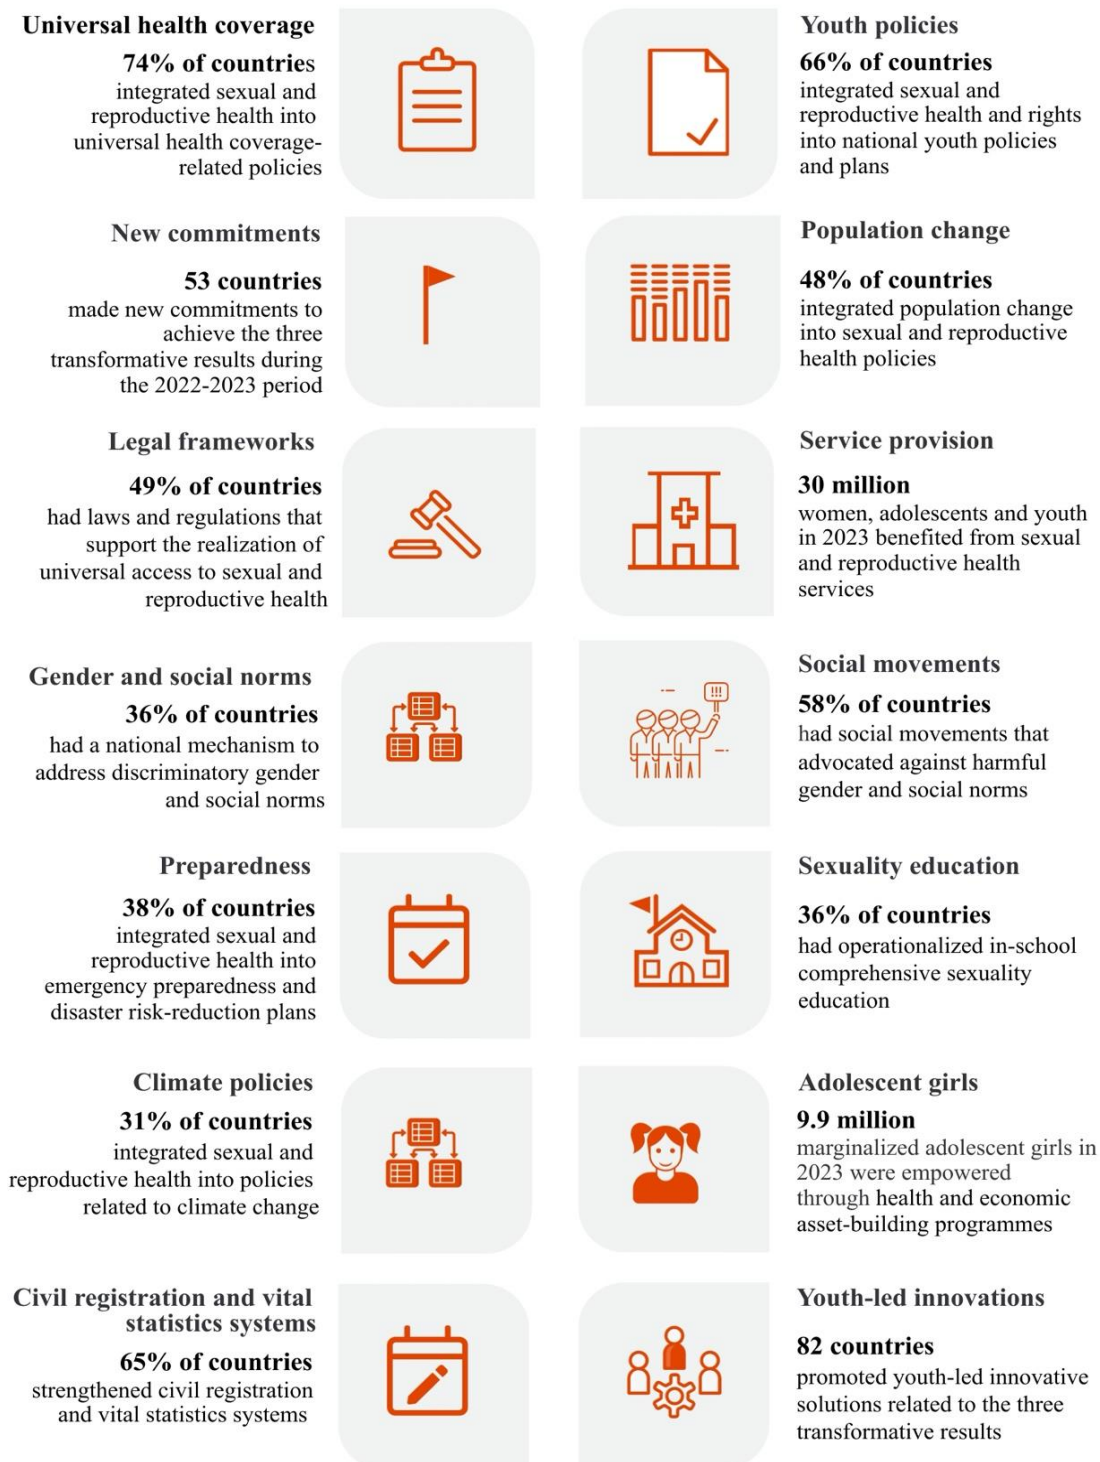 Universal health coverage
74% of countries
integrated sexual and
reproductive health into
universal health coverage-
related policies
Youth policies
66% of countries
integrated sexual and
reproductive health and rights
into national youth policies
and plans
New commitments
53 countries
made new commitments to
achieve the three
transformative results during
the 2022-2023 period
Population change
48% of countries
integrated population change
into sexual and reproductive
health policies
Legal frameworks
49% of countries
had laws and regulations that
support the realization of
universal access to sexual and
reproductive health
Service provision
30 million
women, adolescents and youth
in 2023 benefited from sexual
and reproductive health
services
Gender and social norms
36% of countries
had a national mechanism to
address discriminatory gender
and social norms
!!!
Social movements
58% of countries
had social movements that
advocated against harmful
gender and social norms
Preparedness
38% of countries
integrated sexual and
reproductive health into
emergency preparedness and
disaster risk-reduction plans
Sexuality education
36% of countries
had operationalized in-school
comprehensive sexuality
education
Climate policies
31% of countries
integrated sexual and
reproductive health into policies
related to climate change
Adolescent girls
9.9 million
marginalized adolescent girls in
2023 were empowered
through health and economic
asset-building programmes
Civil registration and vital
statistics systems
65% of countries
strengthened civil registration
and vital statistics systems
Youth-led innovations
82 countries
promoted youth-led innovative
solutions related to the three
transformative results